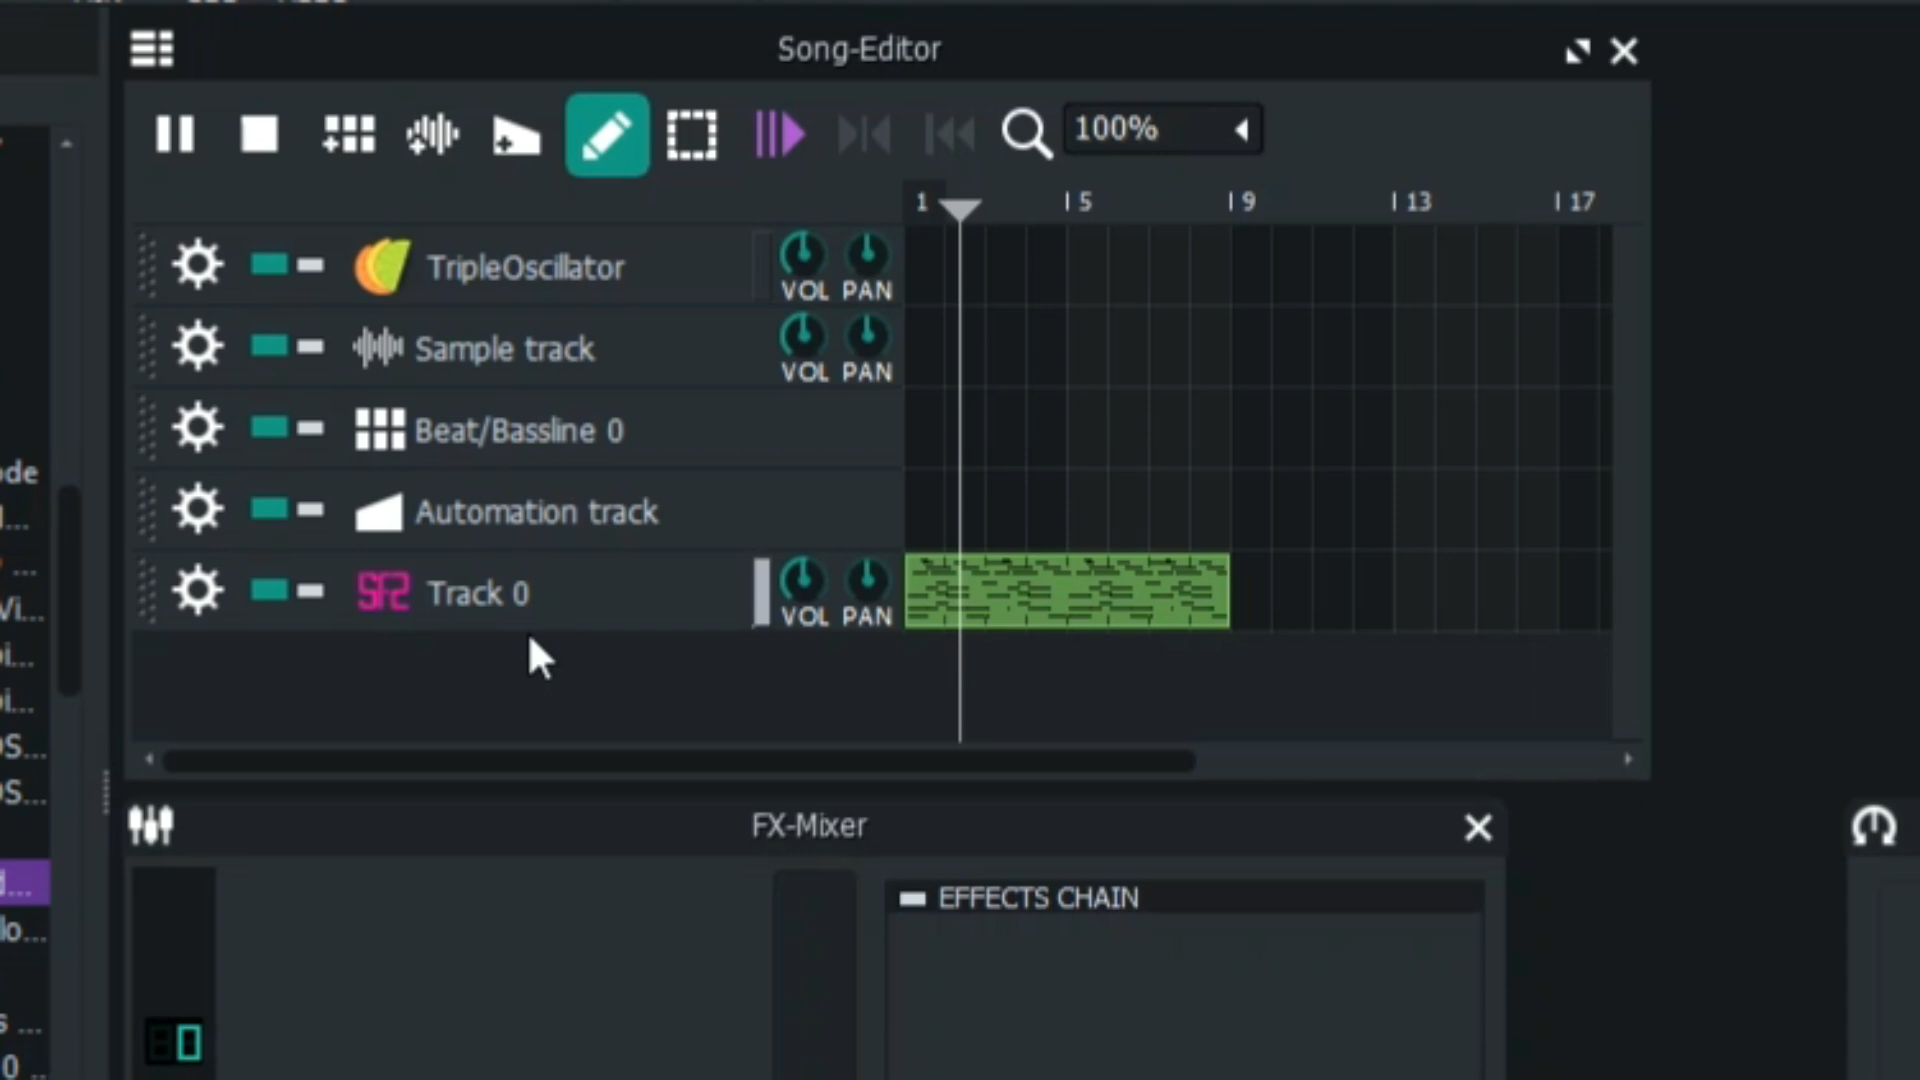 Song-Editor
100%
1 5 9 13 17
TripleOscillator VOL PAN
Sample track VOL PAN
Beat/Bassline 0
Automation track
Track 0 VOL PAN
FX-Mixer
EFFECTS CHAIN
0